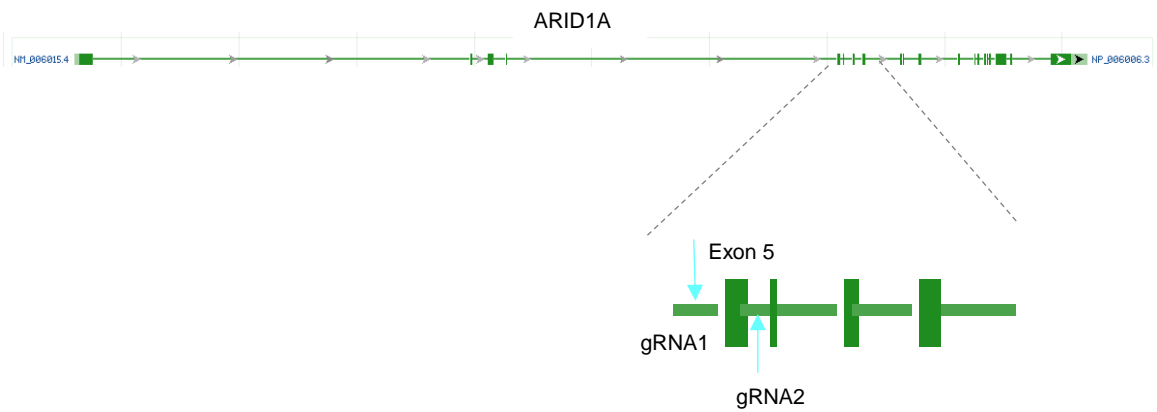 ARID1A
NM_006015.4
NP_006006.3
Exon 5
gRNA1
gRNA2